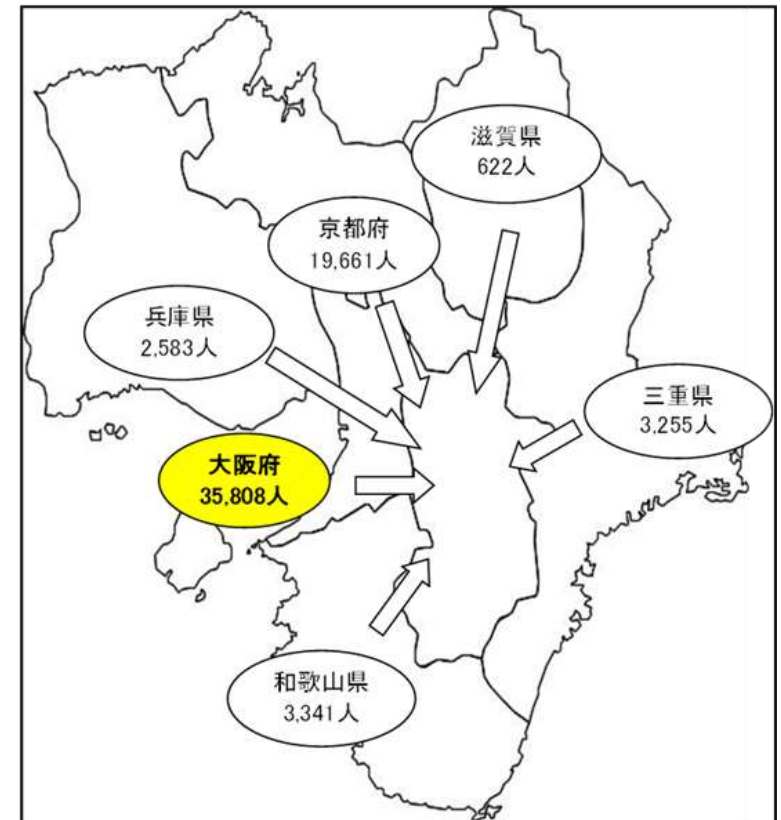 滋賀県
622人
京都府
19,661人
兵庫県
2,583人
三重県
3,255人
大阪府
35,808人
和歌山県
3,341人